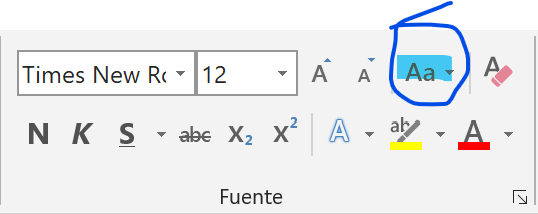 Times New Ro 12 A A Aa A
N K S abc X2 X2 A ab A
Fuente